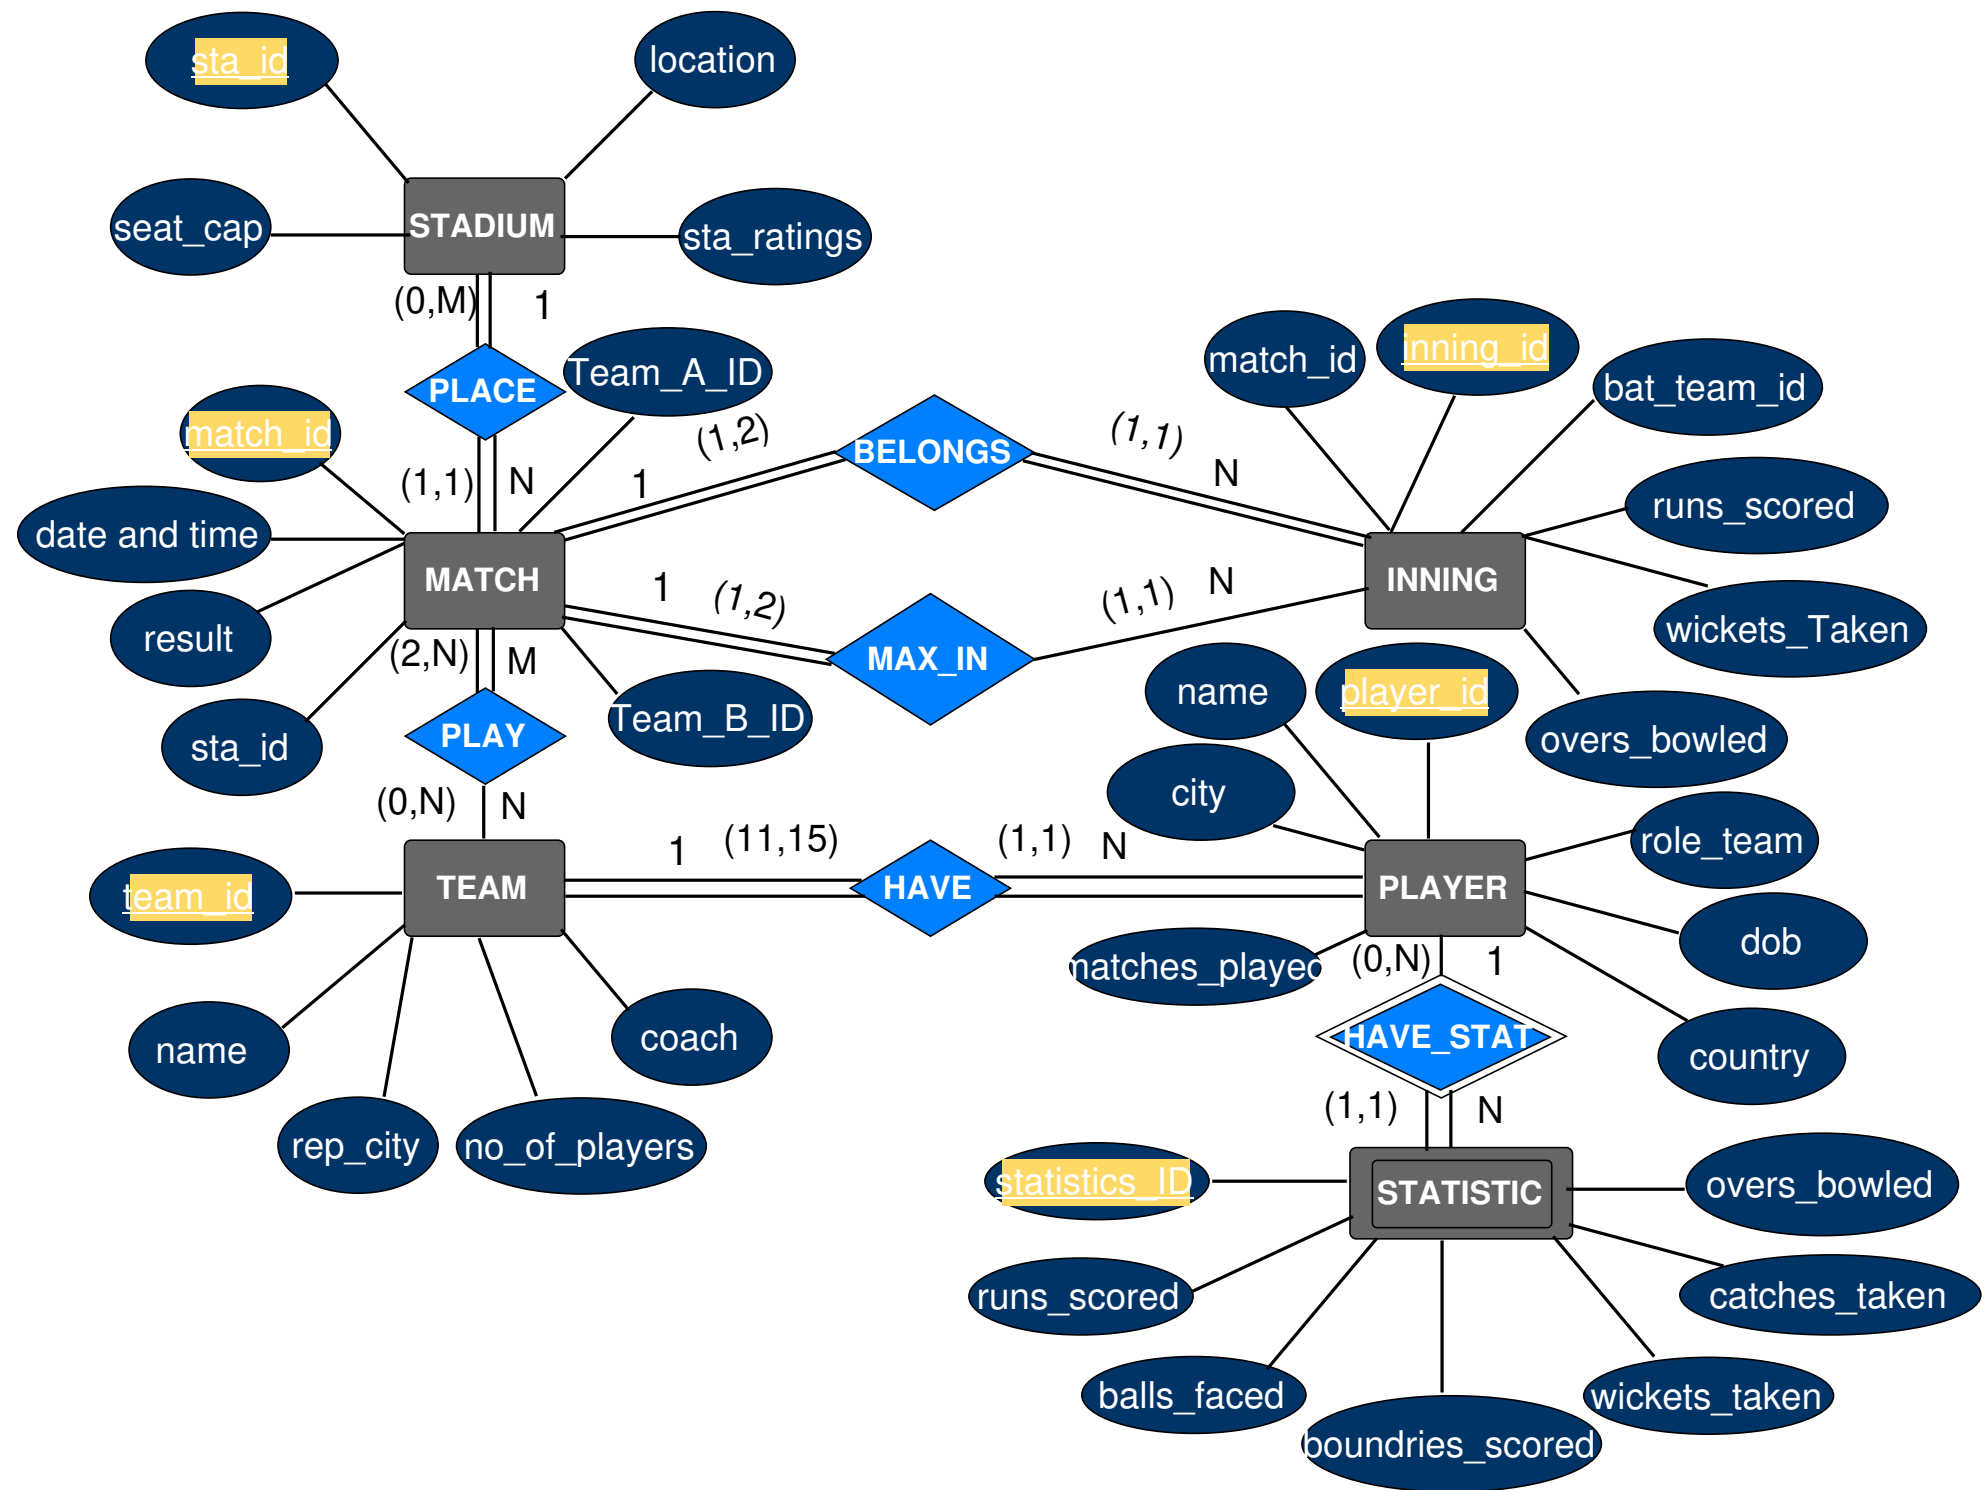 sta_id
location
seat_cap
STADIUM
sta_ratings
(0,M)
1
PLACE
Team_A_ID
match_id
(1,1)
N
date and time
MATCH
result
sta_id
(2,N)
M
Team_B_ID
PLAY
(0,N)
N
1
(1,2)
BELONGS
(1,1)
N
1
(1,2)
MAX_IN
(1,1)
N
match_id
inning_id
bat_team_id
runs_scored
INNING
wickets_Taken
overs_bowled
name
player_id
city
role_team
team_id
TEAM
1
(11,15)
HAVE
(1,1)
N
PLAYER
dob
matches_played
(0,N)
1
country
name
rep_city
no_of_players
coach
HAVE_STAT
(1,1)
N
statistics_ID
STATISTIC
overs_bowled
runs_scored
catches_taken
balls_faced
boundries_scored
wickets_taken